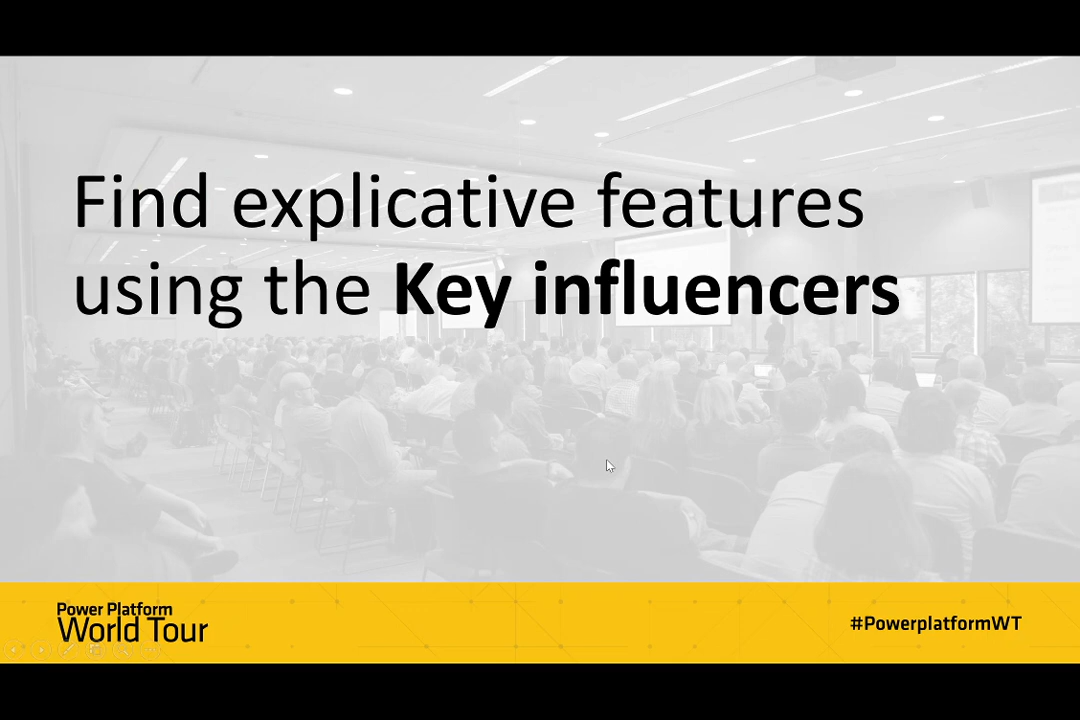 Find explicative features
using the Key influencers
Power Platform
World Tour
#PowerplatformWT